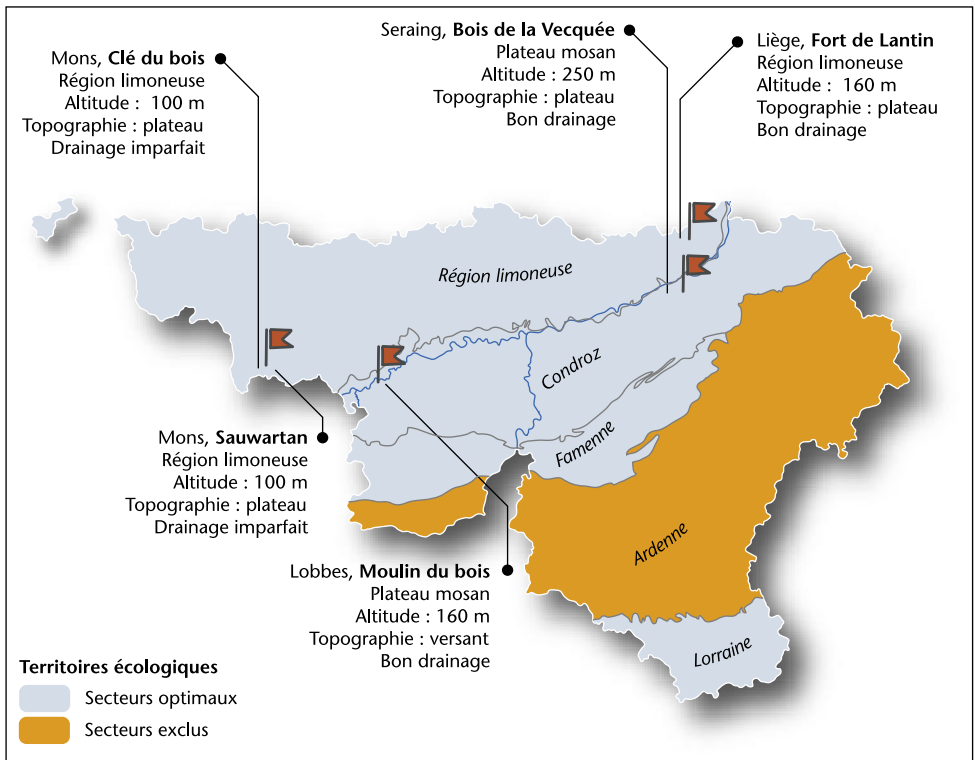 Mons, Clé du bois
Région limoneuse
Altitude : 100 m
Topographie : plateau
Drainage imparfait
Seraing, Bois de la Vecquée
Plateau mosan
Altitude : 250 m
Topographie : plateau
Bon drainage
Liège, Fort de Lantin
Région limoneuse
Altitude : 160 m
Topographie : plateau
Bon drainage
Région limoneuse
Condroz
Famenne
Ardenne
Lorraine
Mons, Sauwartan
Région limoneuse
Altitude : 100 m
Topographie : plateau
Drainage imparfait
Lobbes, Moulin du bois
Plateau mosan
Altitude : 160 m
Topographie : versant
Bon drainage
Territoires écologiques
Secteurs optimaux
Secteurs exclus